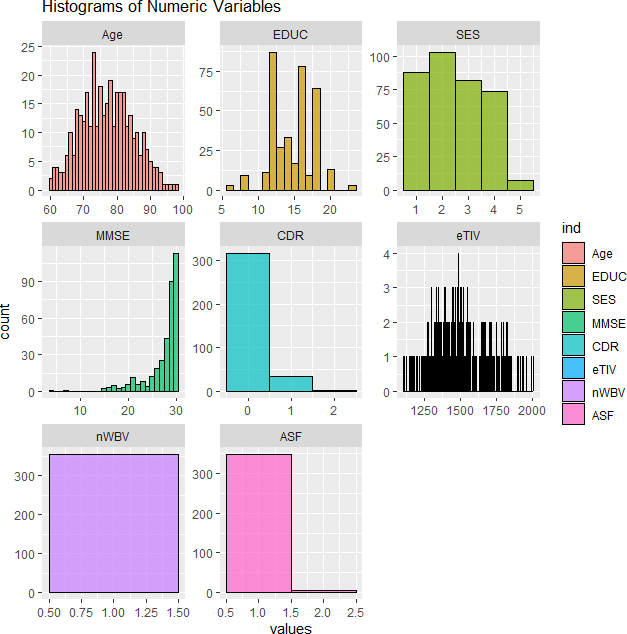 Histograms of Numeric Variables
Age
EDUC
SES
25
20
15
10
5
0
75
50
25
0
100
75
50
25
0
60 70 80 90 100
5 10 15 20
1 2 3 4 5
MMSE
CDR
eTIV
90
60
30
0
300
200
100
0
4
3
2
1
0
10 20 30
0 1 2
1250 1500 1750 2000
nWBV
ASF
300
200
100
0
300
200
100
0
0.50 0.75 1.00 1.25 1.50
0.5 1.0 1.5 2.0 2.5
count
values
ind
Age
EDUC
SES
MMSE
CDR
eTIV
nWBV
ASF